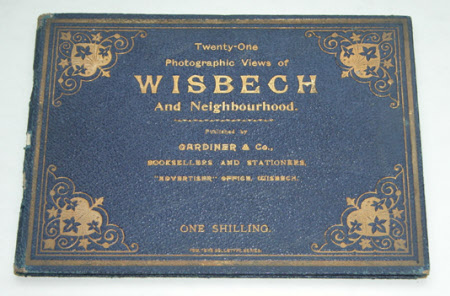 Twenty-One
Photographic Views of
WISBECH
And Neighbourhood.
Published by
GARDINER & Co.,
BOOKSELLERS AND STATIONERS,
"ADVERTISER" OFFICE, WISBECH.
ONE SHILLING.
SERIES.